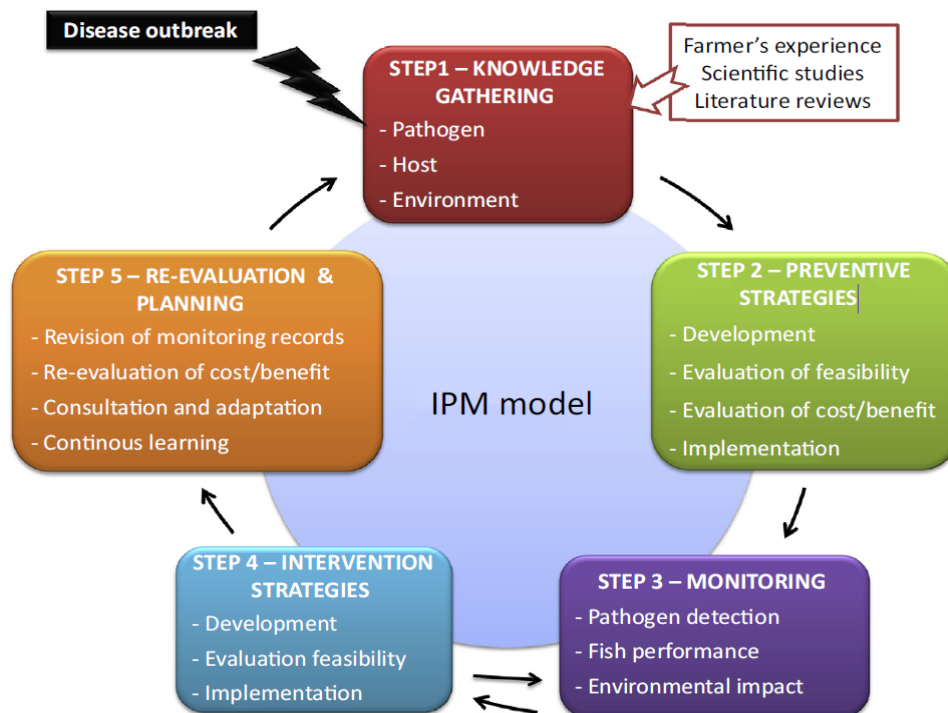 Disease outbreak
Farmer's experience
Scientific studies
Literature reviews
STEP1 – KNOWLEDGE
GATHERING
- Pathogen
- Host
- Environment
STEP 2 – PREVENTIVE
STRATEGIES
- Development
- Evaluation of feasibility
- Evaluation of cost/benefit
- Implementation
STEP 3 – MONITORING
- Pathogen detection
- Fish performance
- Environmental impact
STEP 4 – INTERVENTION
STRATEGIES
- Development
- Evaluation feasibility
- Implementation
STEP 5 – RE-EVALUATION &
PLANNING
- Revision of monitoring records
- Re-evaluation of cost/benefit
- Consultation and adaptation
- Continous learning
IPM model